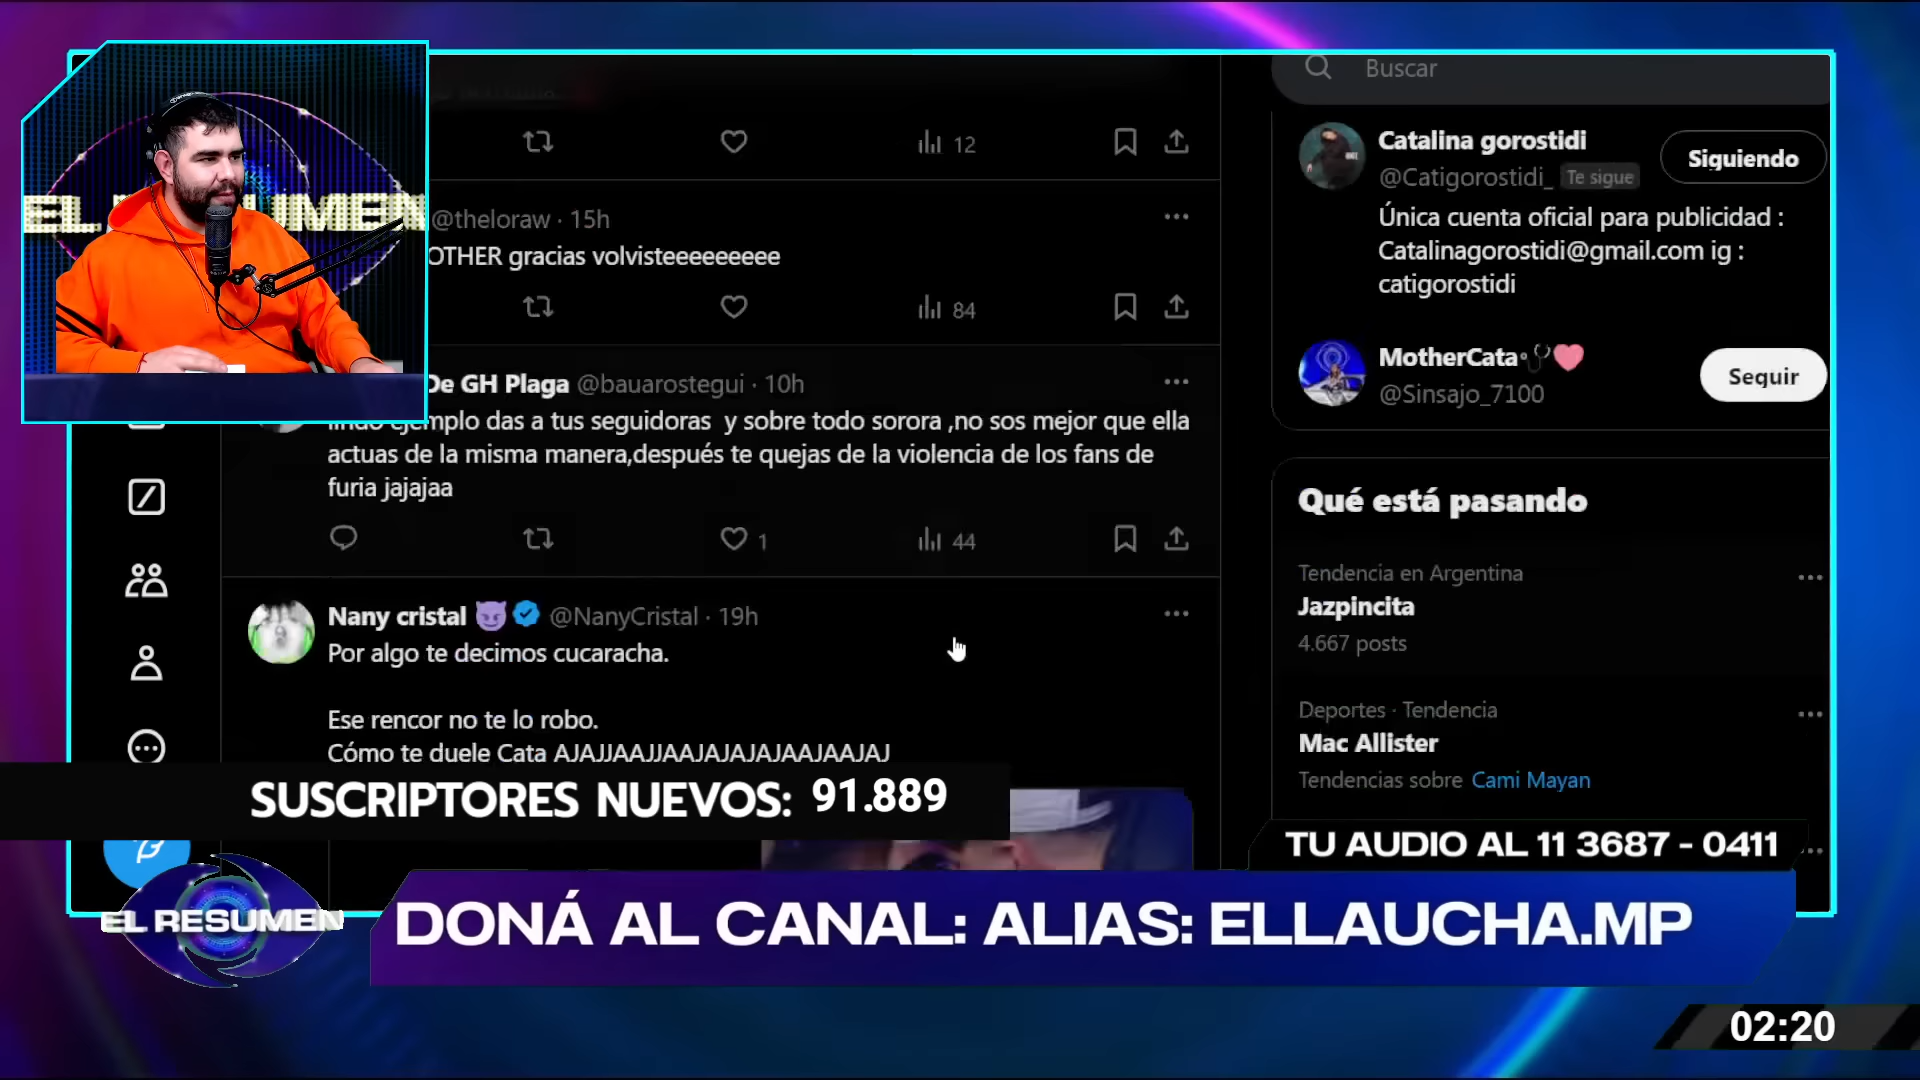 EL RESUMEN
12
@theloraw · 15h
OTHER gracias volvisteeeeeeeee
84
De GH Plaga @bauarostegui · 10h
lindo ejemplo das a tus seguidoras y sobre todo sorora ,no sos mejor que ella
actuas de la misma manera,después te quejas de la violencia de los fans de
furia jajajaa
1
44
Nany cristal @NanyCristal · 19h
Por algo te decimos cucaracha.
Ese rencor no te lo robo.
Cómo te duele Cata AJAJJAAJJAAJAJAJAJAAJAAJAJ
Buscar
Catalina gorostidi
@Catigorostidi_ Te sigue
Siguiendo
Única cuenta oficial para publicidad :
Catalinagorostidi@gmail.com ig :
catigorostidi
MotherCata
@Sinsajo_7100
Seguir
Qué está pasando
Tendencia en Argentina
Jazpincita
4.667 posts
Deportes · Tendencia
Mac Allister
Tendencias sobre Cami Mayan
SUSCRIPTORES NUEVOS: 91.889
TU AUDIO AL 11 3687 - 0411
EL RESUMEN
DONÁ AL CANAL: ALIAS: ELLAUCHA.MP
02:20